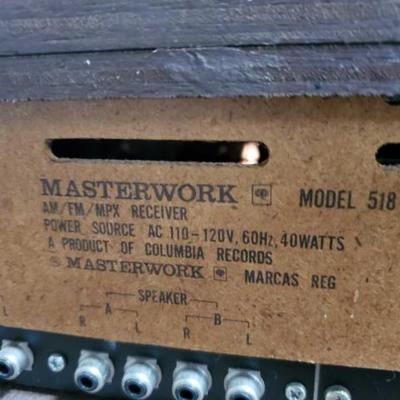 MASTERWORK MODEL 518
AM/FM/MPX RECEIVER
POWER SOURCE AC 110-120V, 60Hz, 40WATTS
A PRODUCT OF COLUMBIA RECORDS
® MASTERWORK MARCAS REG
SPEAKER
A B
L R L R L